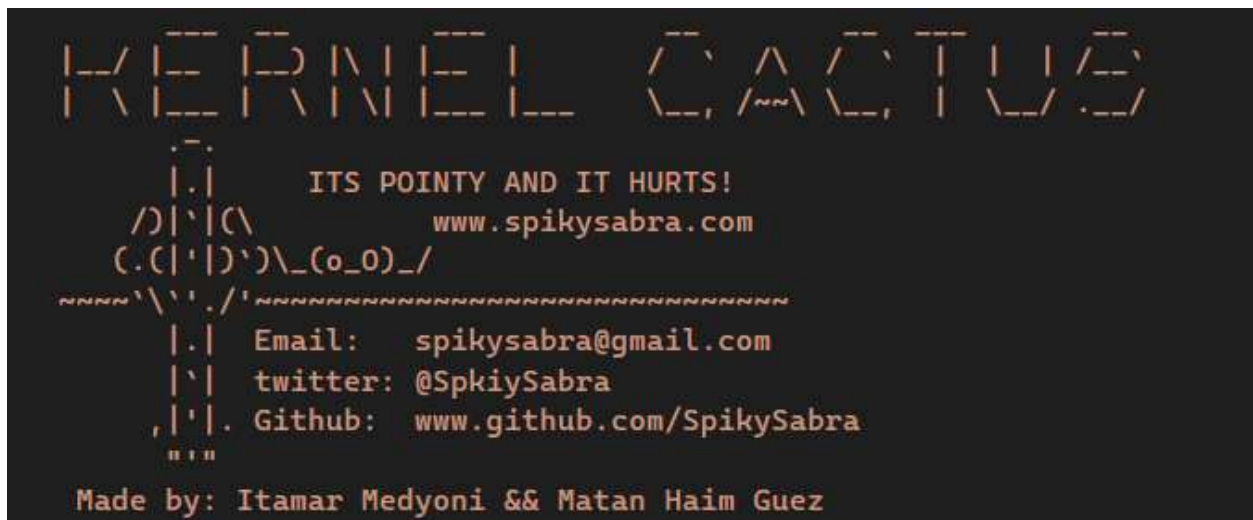 KERNEL CACTUS
ITS POINTY AND IT HURTS!
www.spikysabra.com
(o_O)
Email: spikysabra@gmail.com
twitter: @SpkiySabra
Github: www.github.com/SpikySabra
Made by: Itamar Medyoni && Matan Haim Guez